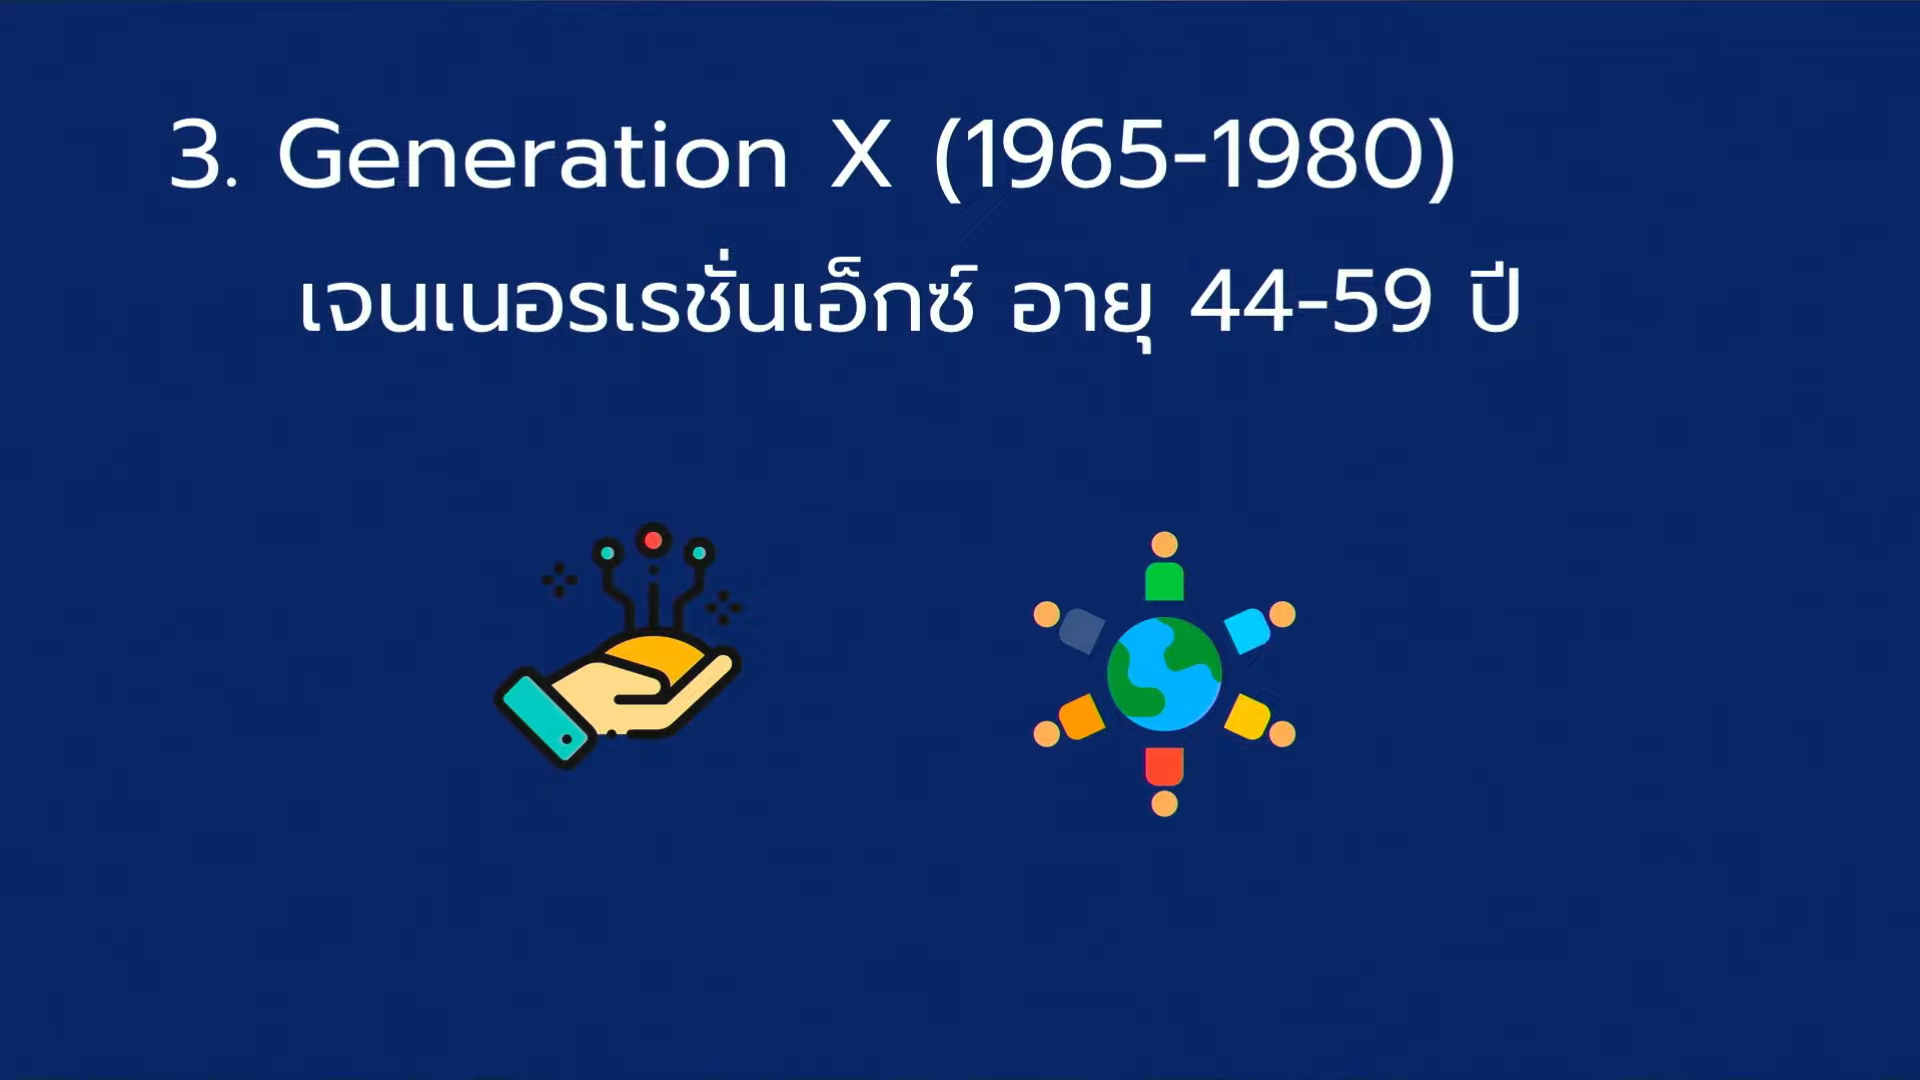 3. Generation X (1965-1980)
เจนเนอรเรชั่นเอ็กซ์ อายุ 44-59 ปี